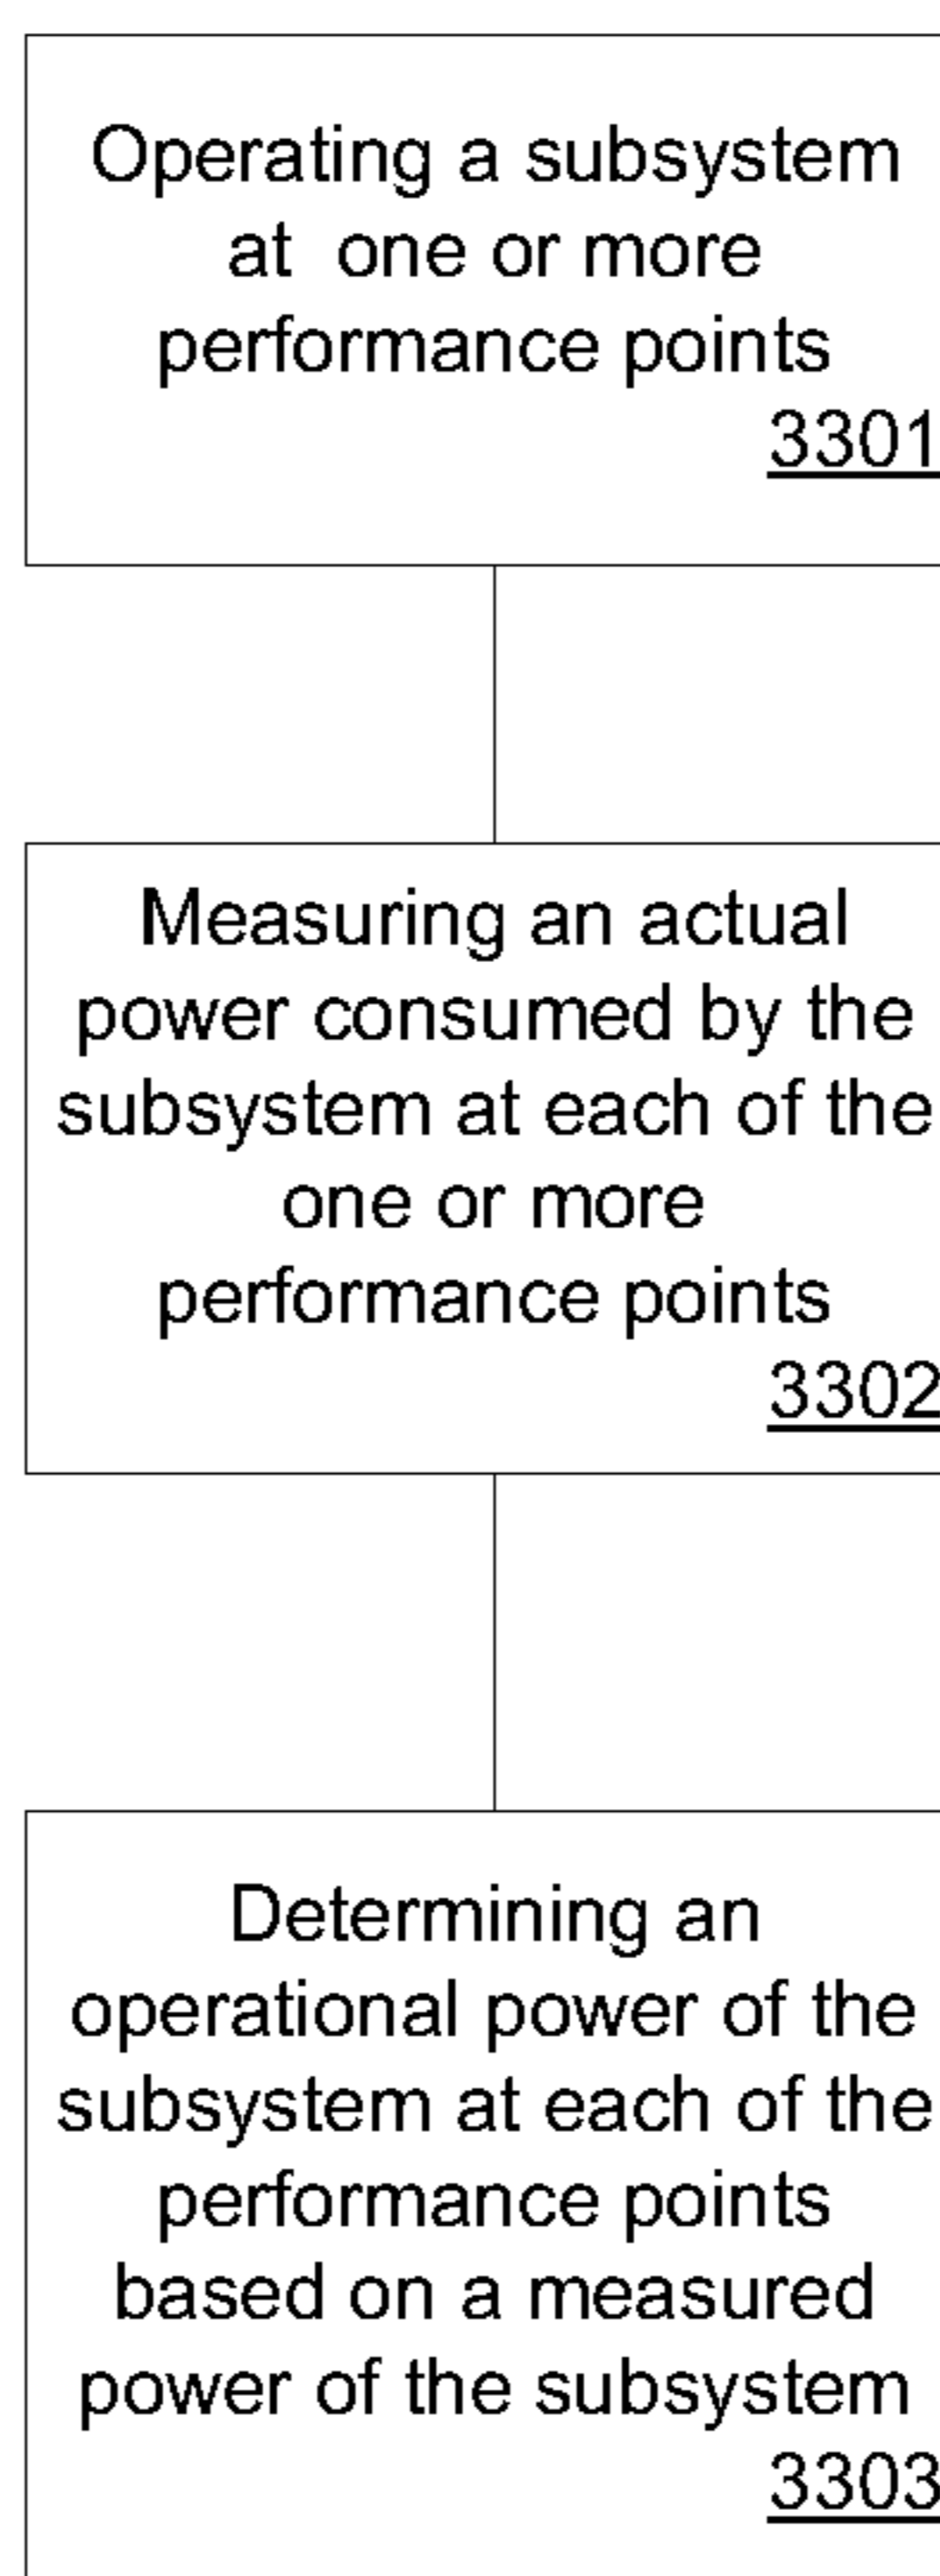 Operating a subsystem
at one or more
performance points
3301
Measuring an actual
power consumed by the
subsystem at each of the
one or more
performance points
3302
Determining an
operational power of the
subsystem at each of the
performance points
based on a measured
power of the subsystem
3303